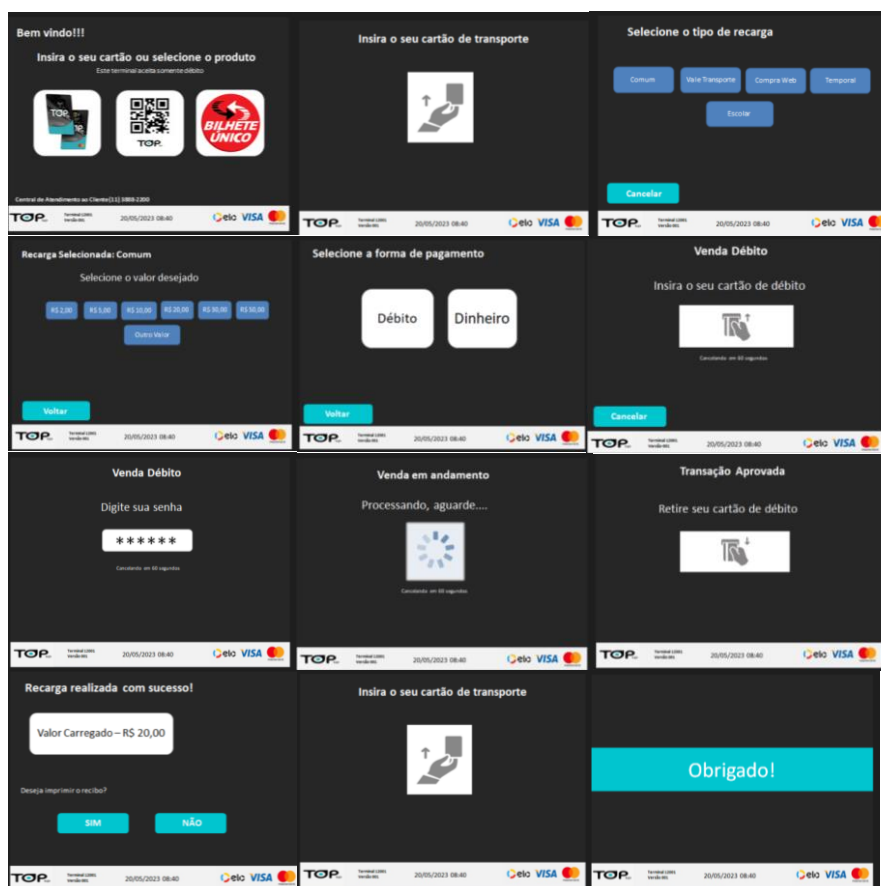 Bem vindo!!!
Insira o seu cartão ou selecione o produto
Este terminal aceita somente débito
TOP
TOP
BILHETE
ÚNICO
Central de Atendimento ao Cliente (11) 3888-2200
TOP
20/05/2023 08:40
elo VISA
Insira o seu cartão de transporte
TOP
20/05/2023 08:40
elo VISA
Selecione o tipo de recarga
Comum
Vale Transporte
Compra Web
Temporal
Escolar
Cancelar
TOP
20/05/2023 08:40
elo VISA
Recarga Selecionada: Comum
Selecione o valor desejado
R$ 2,00
R$ 5,00
R$ 10,00
R$ 20,00
R$ 30,00
R$ 50,00
Outro Valor
Voltar
TOP
20/05/2023 08:40
elo VISA
Selecione a forma de pagamento
Débito
Dinheiro
Voltar
TOP
20/05/2023 08:40
elo VISA
Venda Débito
Insira o seu cartão de débito
Cancelando em 60 segundos
Cancelar
TOP
20/05/2023 08:40
elo VISA
Venda Débito
Digite sua senha
******
Cancelando em 60 segundos
TOP
20/05/2023 08:40
elo VISA
Venda em andamento
Processando, aguarde....
Cancelando em 60 segundos
TOP
20/05/2023 08:40
elo VISA
Transação Aprovada
Retire seu cartão de débito
TOP
20/05/2023 08:40
elo VISA
Recarga realizada com sucesso!
Valor Carregado – R$ 20,00
Deseja imprimir o recibo?
SIM
NÃO
TOP
20/05/2023 08:40
elo VISA
Insira o seu cartão de transporte
TOP
20/05/2023 08:40
elo VISA
Obrigado!
TOP
20/05/2023 08:40
elo VISA